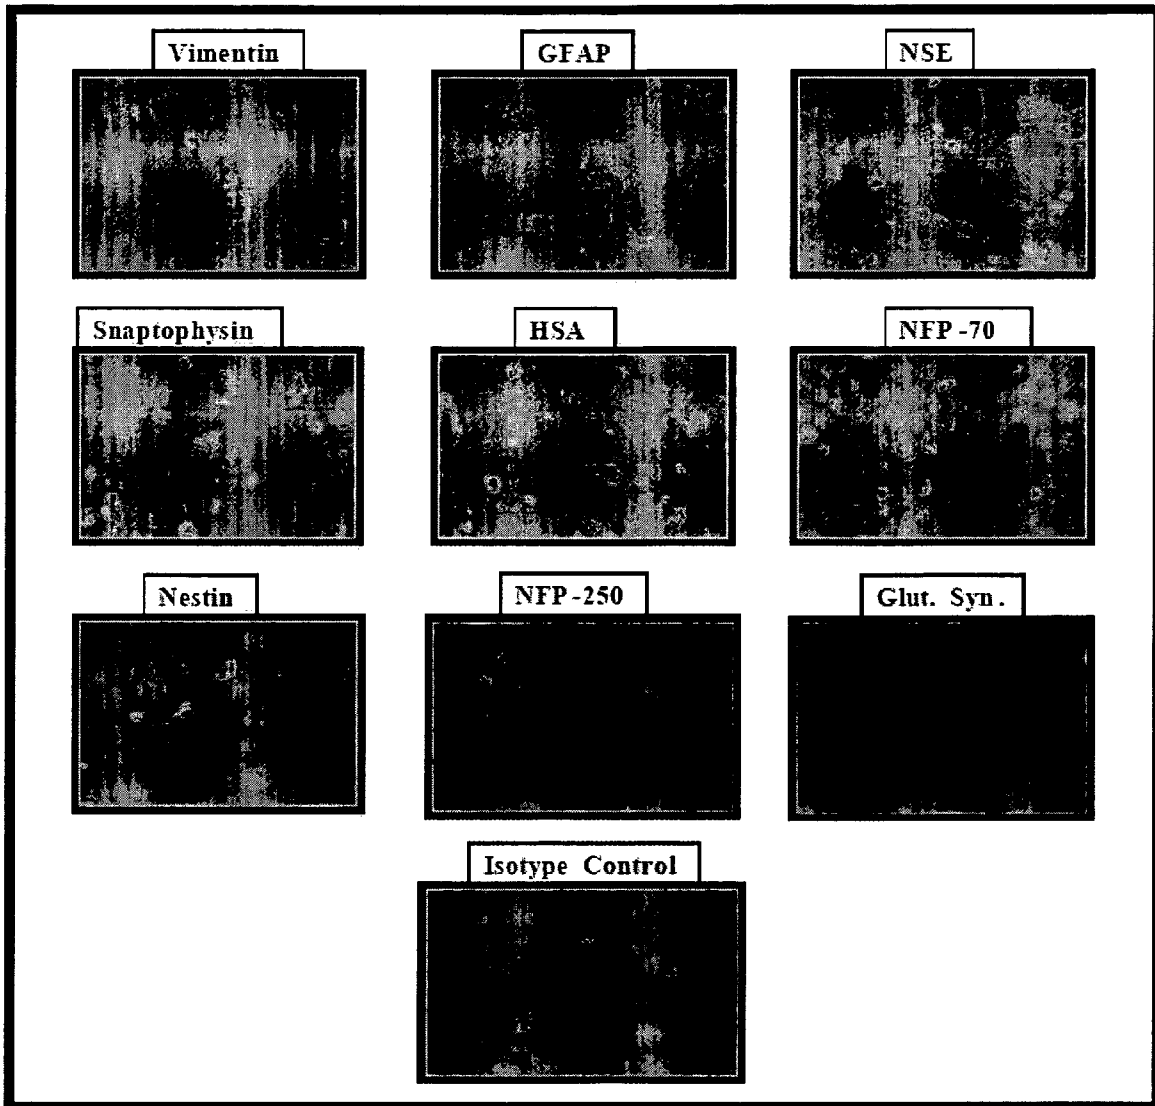 Vimentin
GFAP
NSE
Snaptophysin
HSA
NFP-70
Nestin
NFP-250
Glut. Syn.
Isotype Control